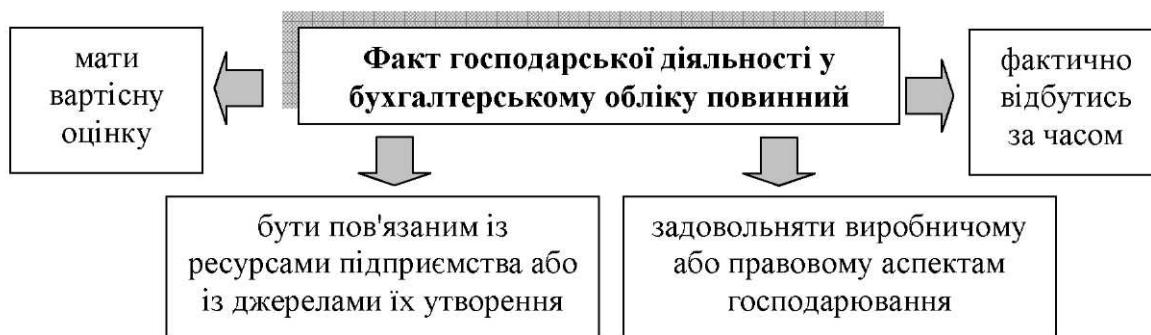 Факт господарської діяльності у
бухгалтерському обліку повинний
мати
вартісну
оцінку
фактично
відбутись
за часом
бути пов'язаним із
ресурсами підприємства або
із джерелами їх утворення
задовольняти виробничому
або правовому аспектам
господарювання